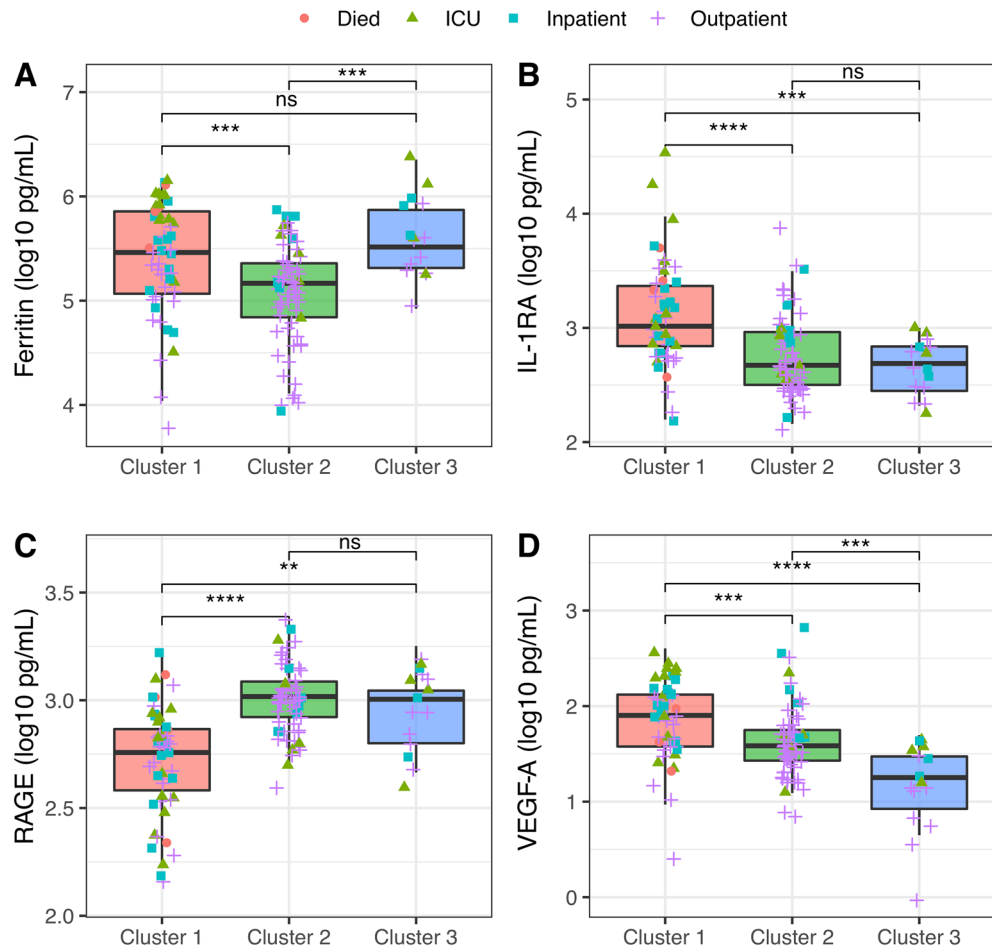 Died ICU Inpatient Outpatient
A
Ferritin (log10 pg/mL)
7
6
5
4
***
ns
***
Cluster 1 Cluster 2 Cluster 3
B
IL-1RA (log10 pg/mL)
5
4
3
2
ns
***
****
Cluster 1 Cluster 2 Cluster 3
C
RAGE (log10 pg/mL)
3.5
3.0
2.5
2.0
ns
**
****
Cluster 1 Cluster 2 Cluster 3
D
VEGF-A (log10 pg/mL)
3
2
1
0
***
****
***
Cluster 1 Cluster 2 Cluster 3